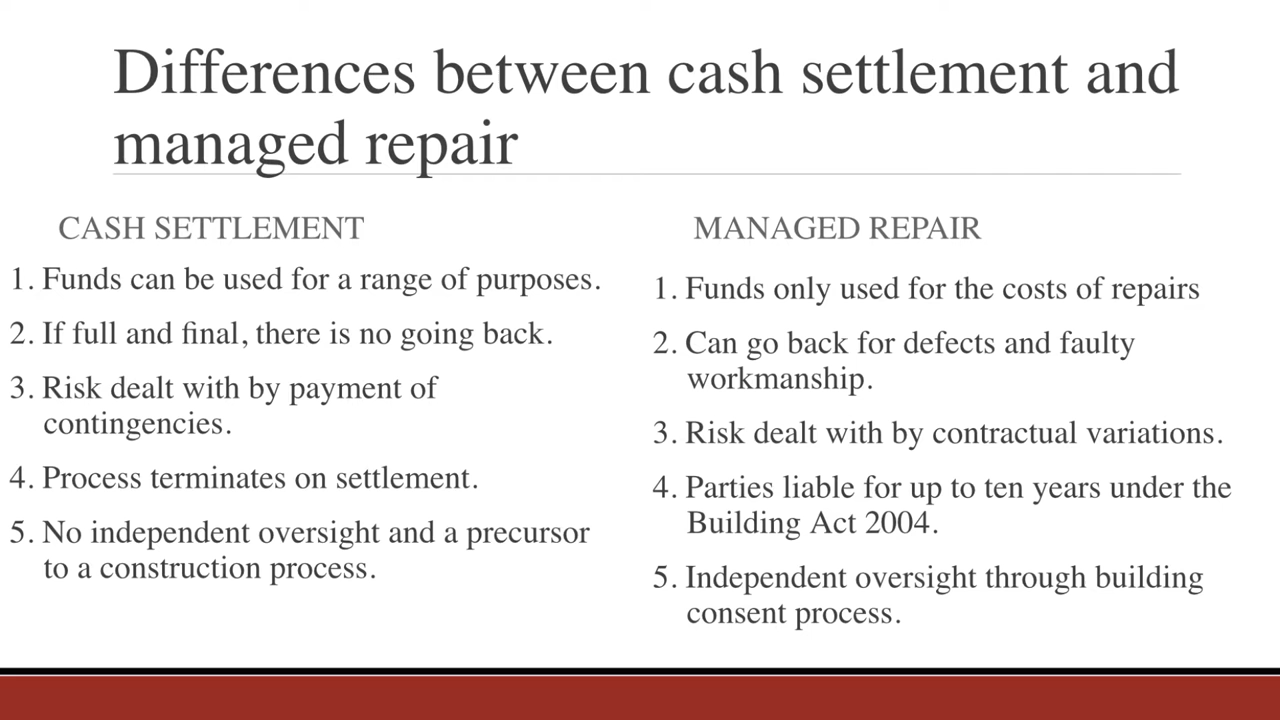 Differences between cash settlement and
managed repair
CASH SETTLEMENT
1. Funds can be used for a range of purposes.
2. If full and final, there is no going back.
3. Risk dealt with by payment of
contingencies.
4. Process terminates on settlement.
5. No independent oversight and a precursor
to a construction process.
MANAGED REPAIR
1. Funds only used for the costs of repairs
2. Can go back for defects and faulty
workmanship.
3. Risk dealt with by contractual variations.
4. Parties liable for up to ten years under the
Building Act 2004.
5. Independent oversight through building
consent process.